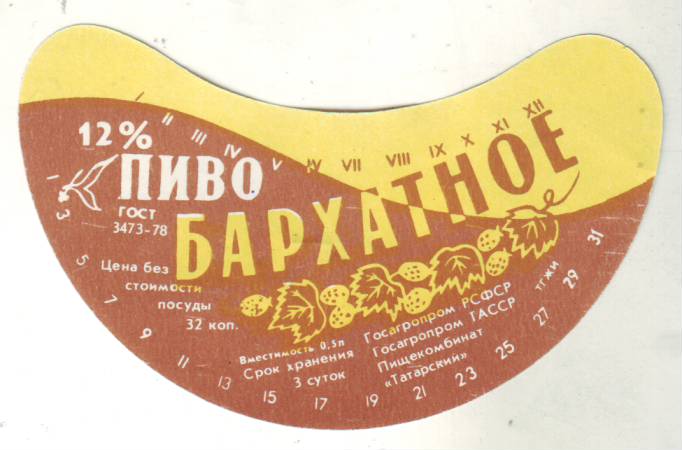 I II III IV V IV VII VIII IX X XI XII
12%
ПИВО
ГОСТ
3473-78
БАРХАТНОЕ
Цена без
стоимости
посуды
32 коп.
Вместимость 0,5л
Срок хранения
3 суток
Госагропром РСФСР
Госагропром ТАССР
Пищекомбинат
«Татарский»
тгжи
1 3 5 7 9 11 13 15 17 19 21 23 25 27 29 31